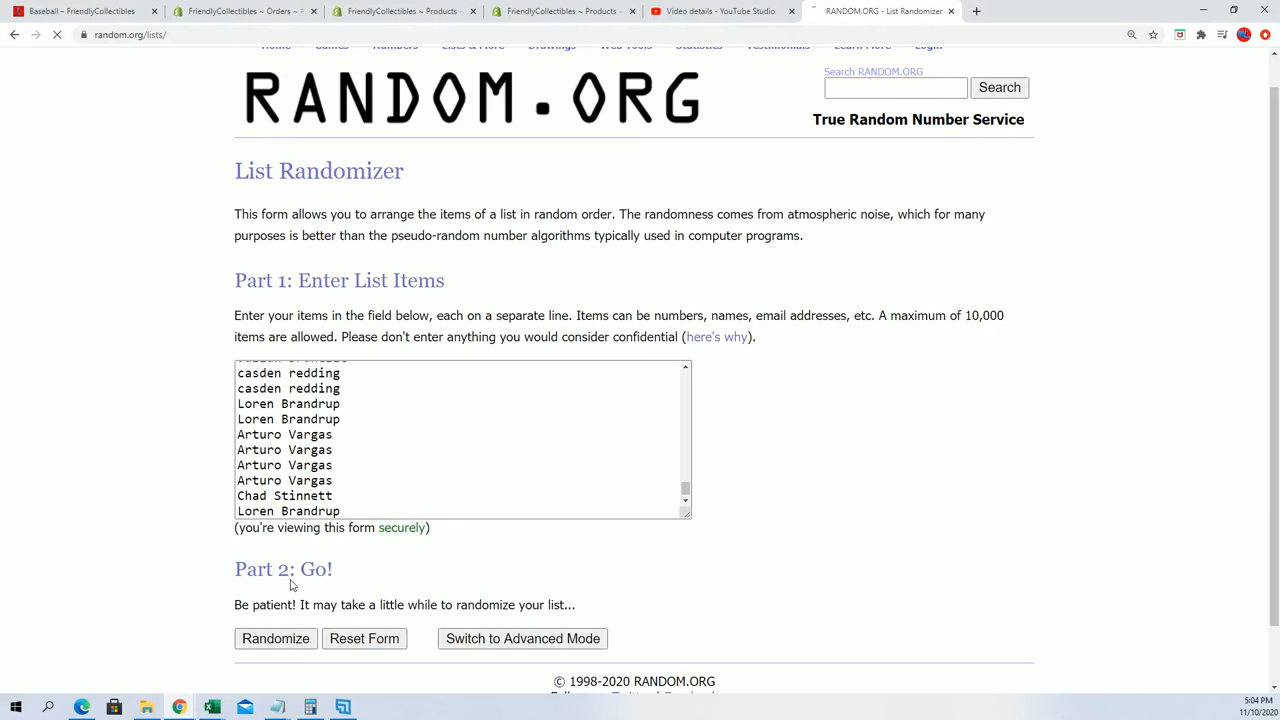 Baseball – FriendlyCollectibles
FriendlyCollectibles ~ Orders ~
FriendlyCollectibles ~ Products ~
FriendlyCollectibles ~ Products ~
Video details - YouTube Studio
RANDOM.ORG - List Randomizer
random.org/lists/
Home Games Numbers Lists & More Drawings Web Tools Statistics Testimonials Learn More Login
RANDOM.ORG
Search RANDOM.ORG
Search
True Random Number Service
List Randomizer
This form allows you to arrange the items of a list in random order. The randomness comes from atmospheric noise, which for many
purposes is better than the pseudo-random number algorithms typically used in computer programs.
Part 1: Enter List Items
Enter your items in the field below, each on a separate line. Items can be numbers, names, email addresses, etc. A maximum of 10,000
items are allowed. Please don't enter anything you would consider confidential (here's why).
casden redding
casden redding
Loren Brandrup
Loren Brandrup
Arturo Vargas
Arturo Vargas
Arturo Vargas
Arturo Vargas
Chad Stinnett
Loren Brandrup
(you're viewing this form securely)
Part 2: Go!
Be patient! It may take a little while to randomize your list...
Randomize Reset Form Switch to Advanced Mode
© 1998-2020 RANDOM.ORG
5:04 PM
11/10/2020